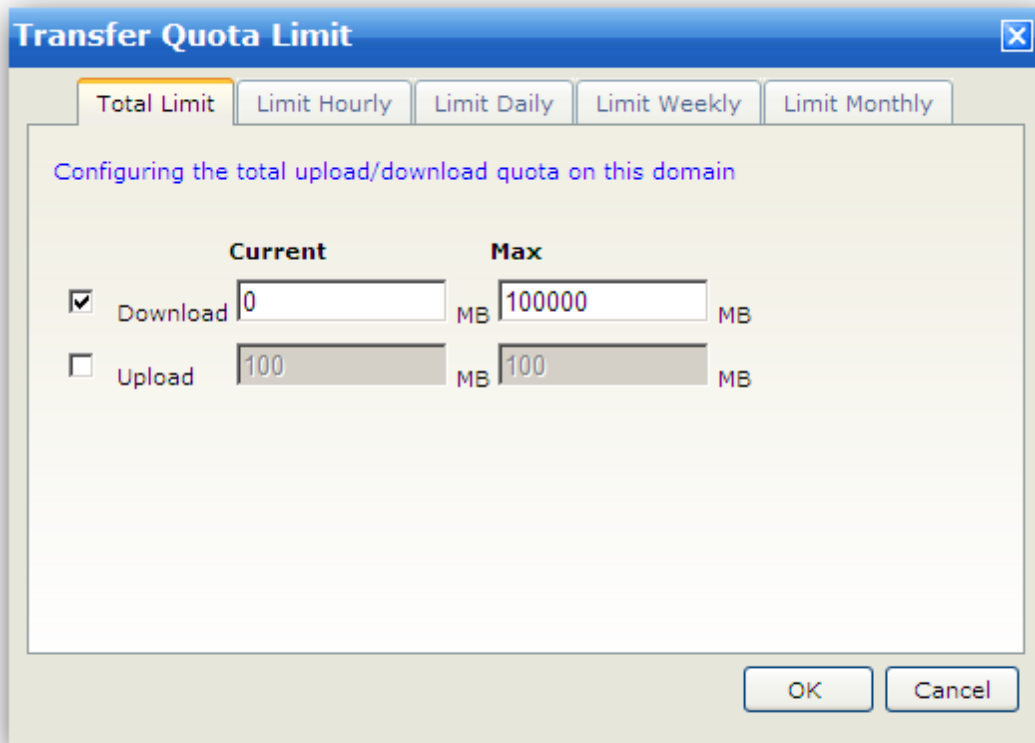 Transfer Quota Limit
Total Limit Limit Hourly Limit Daily Limit Weekly Limit Monthly
Configuring the total upload/download quota on this domain
Current Max
Download 0 MB 100000 MB
Upload 100 MB 100 MB
OK Cancel